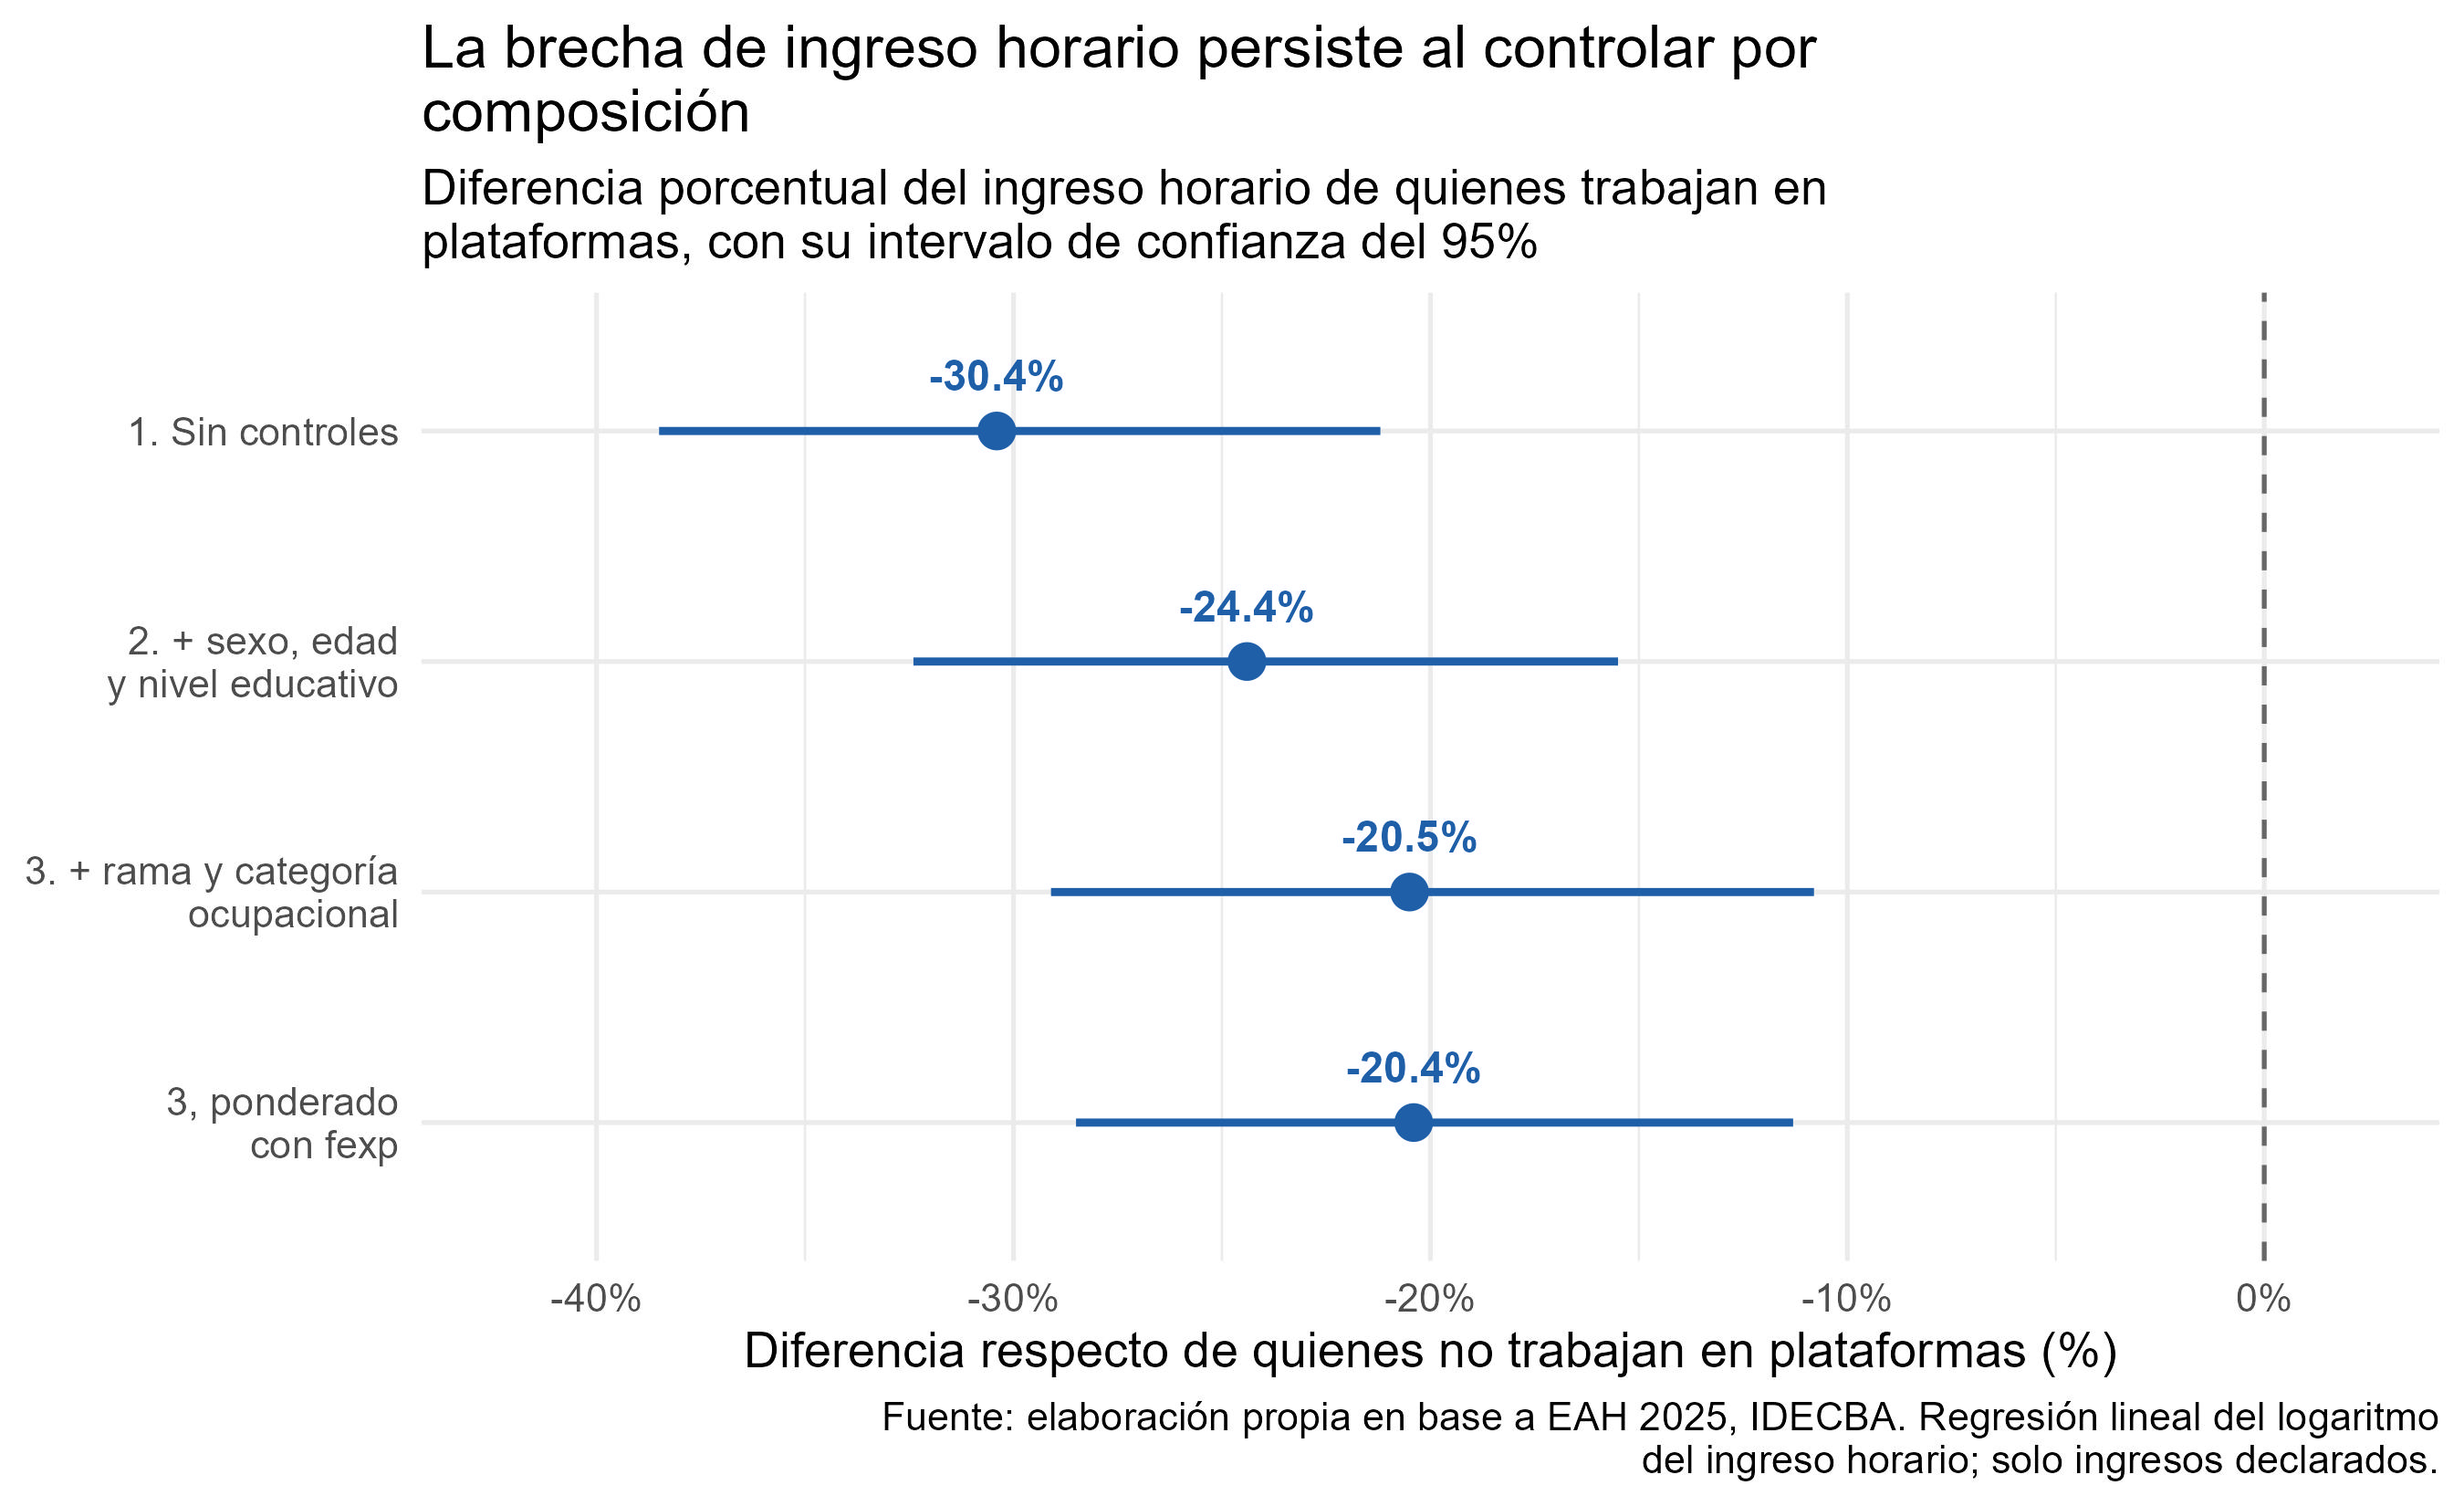 La brecha de ingreso horario persiste al controlar por
composición
Diferencia porcentual del ingreso horario de quienes trabajan en
plataformas, con su intervalo de confianza del 95%
-30.4%
1. Sin controles
-24.4%
2. + sexo, edad
y nivel educativo
-20.5%
3. + rama y categoría
ocupacional
-20.4%
3, ponderado
con fexp
-40%
-30%
-20%
-10%
0%
Diferencia respecto de quienes no trabajan en plataformas (%)
Fuente: elaboración propia en base a EAH 2025, IDECBA. Regresión lineal del logaritmo
del ingreso horario; solo ingresos declarados.